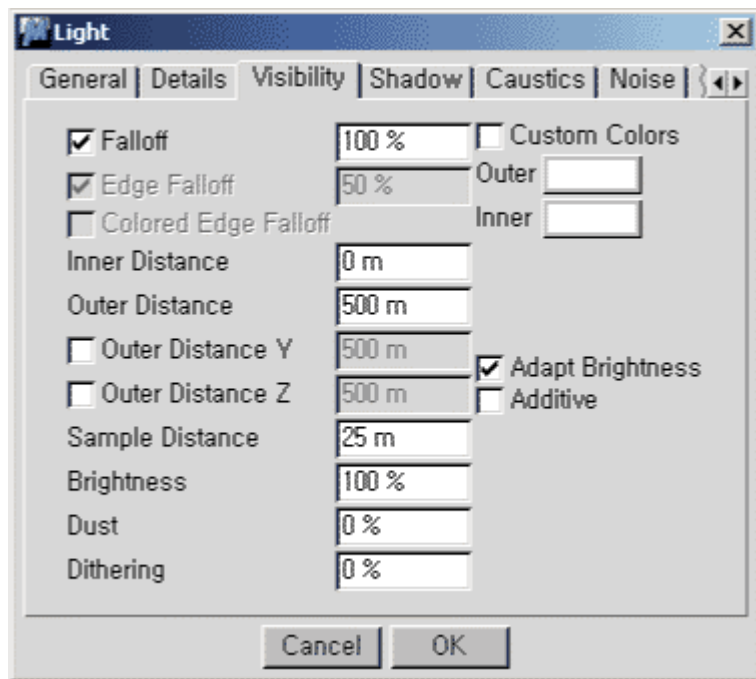 Light
General Details Visibility Shadow Caustics Noise
Falloff 100 % Custom Colors
Edge Falloff 50 % Outer
Colored Edge Falloff Inner
Inner Distance 0 m
Outer Distance 500 m
Outer Distance Y 500 m Adapt Brightness
Outer Distance Z 500 m Additive
Sample Distance 25 m
Brightness 100 %
Dust 0 %
Dithering 0 %
Cancel OK